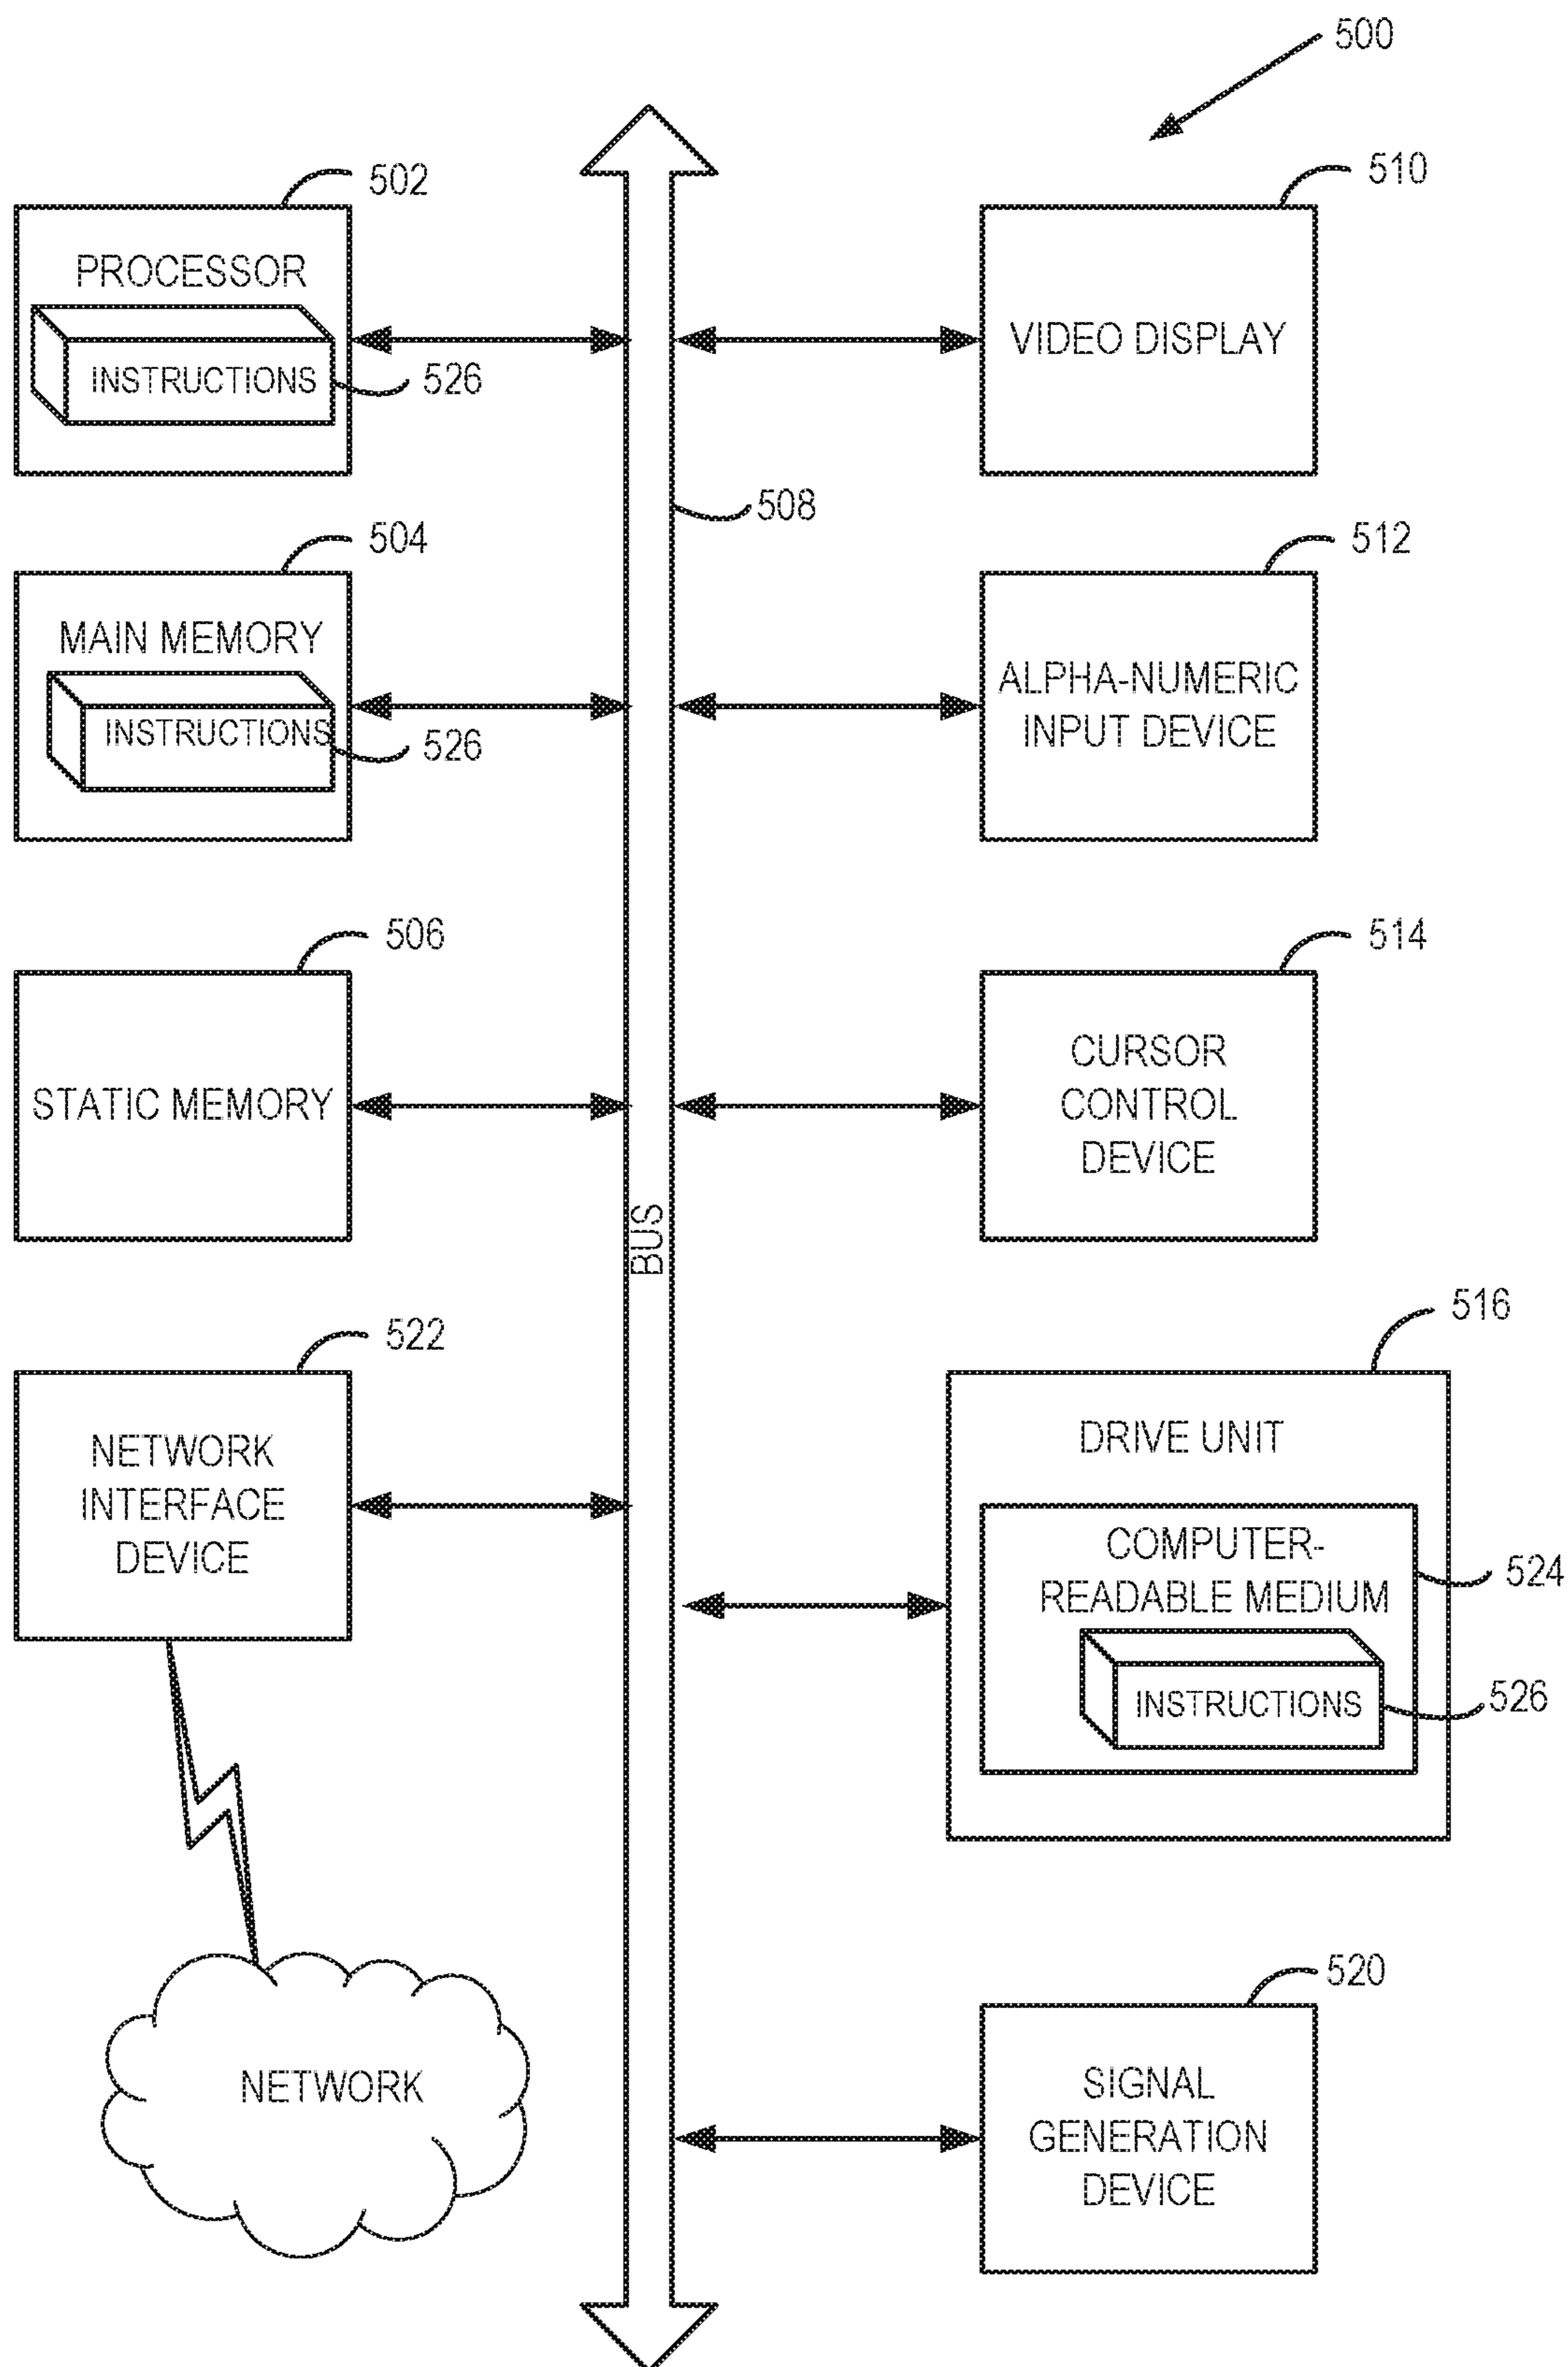 500
502
PROCESSOR
INSTRUCTIONS
526
510
VIDEO DISPLAY
508
504
MAIN MEMORY
INSTRUCTIONS
526
512
ALPHA-NUMERIC
INPUT DEVICE
506
STATIC MEMORY
514
CURSOR
CONTROL
DEVICE
BUS
522
NETWORK
INTERFACE
DEVICE
516
DRIVE UNIT
COMPUTER-
READABLE MEDIUM
524
INSTRUCTIONS
526
NETWORK
520
SIGNAL
GENERATION
DEVICE